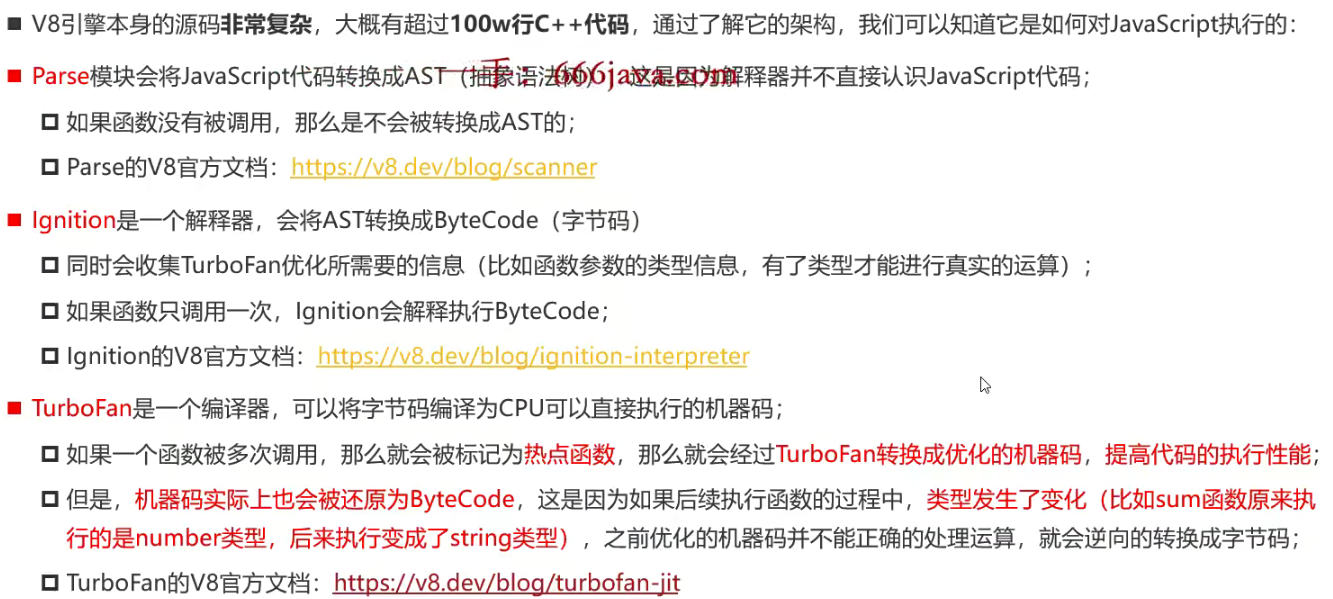 V8引擎本身的源码非常复杂，大概有超过100w行C++代码，通过了解它的架构，我们可以知道它是如何对JavaScript执行的：
Parse模块会将JavaScript代码转换成AST（抽象语法树），这是因为解释器并不直接认识JavaScript代码；
一手：666java.com
如果函数没有被调用，那么是不会被转换成AST的；
Parse的V8官方文档：https://v8.dev/blog/scanner
Ignition是一个解释器，会将AST转换成ByteCode（字节码）
同时会收集TurboFan优化所需要的信息（比如函数参数的类型信息，有了类型才能进行真实的运算）；
如果函数只调用一次，Ignition会解释执行ByteCode；
Ignition的V8官方文档：https://v8.dev/blog/ignition-interpreter
TurboFan是一个编译器，可以将字节码编译为CPU可以直接执行的机器码；
如果一个函数被多次调用，那么就会被标记为热点函数，那么就会经过TurboFan转换成优化的机器码，提高代码的执行性能；
但是，机器码实际上也会被还原为ByteCode，这是因为如果后续执行函数的过程中，类型发生了变化（比如sum函数原来执
行的是number类型，后来执行变成了string类型），之前优化的机器码并不能正确的处理运算，就会逆向的转换成字节码；
TurboFan的V8官方文档：https://v8.dev/blog/turbofan-jit